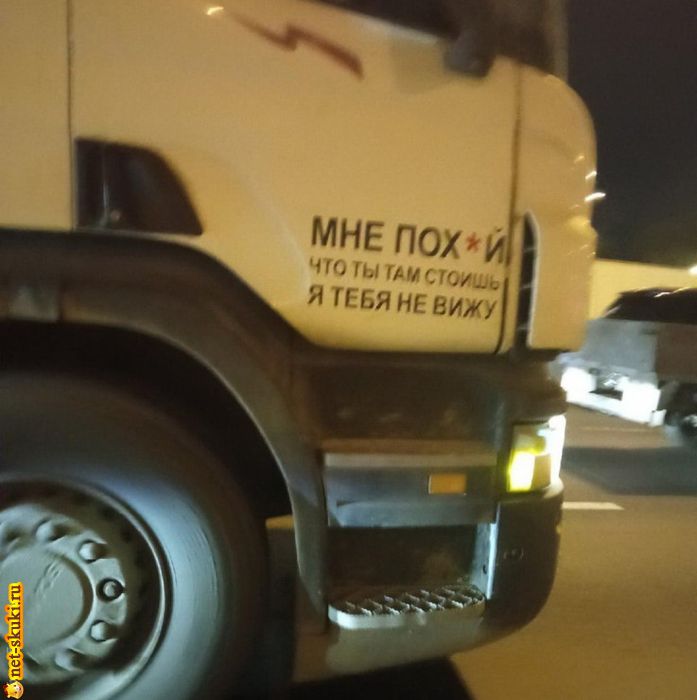 МНЕ ПОХ*Й
ЧТО ТЫ ТАМ СТОИШЬ
Я ТЕБЯ НЕ ВИЖУ
net-skuki.ru